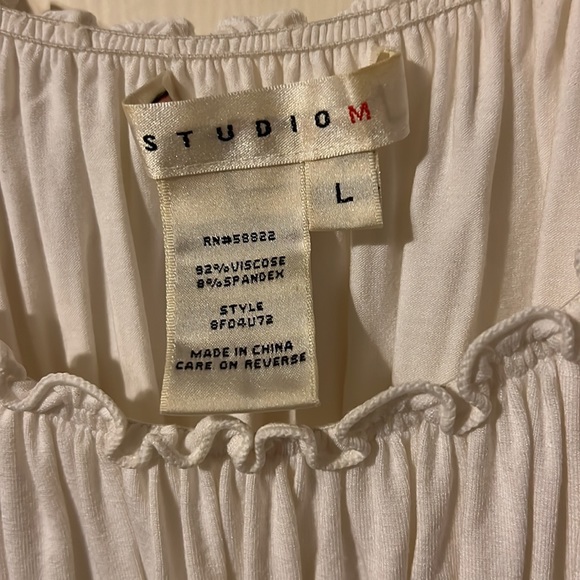 STUDIO M
L
RN#58822
92%VISCOSE
8%SPANDEX
STYLE
8F04U72
MADE IN CHINA
CARE ON REVERSE